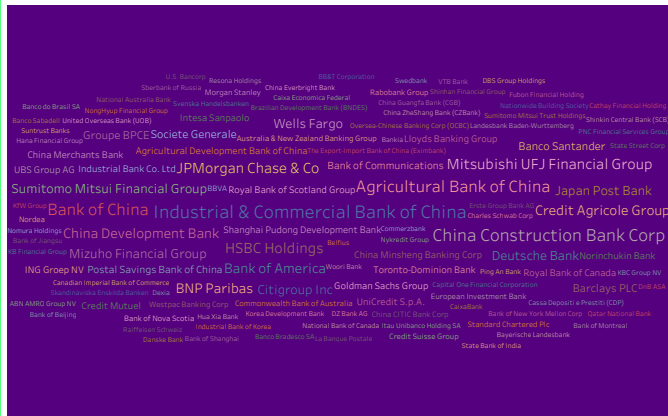 U.S. Bancorp BB&T Corporation
Sherbank of Russia Resona Holdings China Everbright Bank Swedbank VTB Bank DBS Group Holdings
National Australia Bank Morgan Stanley Caixa Economica Federal Rabobank Group Shinhan Financial Group Fubon Financial Holding
Banco do Brasil SA NongHyup Financial Group Svenska Handelsbanken Brazilian Development Bank (BNDES) China Guangfa Bank (CGB) Nationwide Building Society Cathay Financial Holding
Banco Sabadell United Overseas Bank (UOB) Intesa Sanpaolo China ZheShang Bank (CZBank) Sumitomo Mitsui Trust Holdings Shinkin Central Bank (SCB)
Suntrust Banks Groupe BPCE Societe Generale Wells Fargo Oversea-Chinese Banking Corp (OCBC) Landesbank Baden-Wurttemberg PNC Financial Services Group
Hana Financial Group Australia & New Zealand Banking Group Bankia Lloyds Banking Group Banco Santander State Street Corp
China Merchants Bank Agricultural Development Bank of China The Export-Import Bank of China (Eximbank)
UBS Group AG Industrial Bank Co. Ltd JPMorgan Chase & Co Bank of Communications Mitsubishi UFJ Financial Group
Sumitomo Mitsui Financial Group BBVA Royal Bank of Scotland Group Agricultural Bank of China Japan Post Bank
KfW Group Bank of China Industrial & Commercial Bank of China Erste Group Bank AG Credit Agricole Group
Nordea Charles Schwab Corp
Nomura Holdings China Development Bank Shanghai Pudong Development Bank Commerzbank China Construction Bank Corp
Bank of Jiangsu Belfius Nykredit Group
KB Financial Group Mizuho Financial Group HSBC Holdings China Minsheng Banking Corp Deutsche Bank Norinchukin Bank
ING Groep NV Postal Savings Bank of China Bank of America Woori Bank Toronto-Dominion Bank Ping An Bank Royal Bank of Canada KBC Group NV
Canadian Imperial Bank of Commerce BNP Paribas Citigroup Inc Goldman Sachs Group Capital One Financial Corporation Barclays PLC DnB ASA
Skandinaviska Enskilda Banken Dexia European Investment Bank
ABN AMRO Group NV Credit Mutuel Westpac Banking Corp Commonwealth Bank of Australia UniCredit S.p.A. CaixaBank Cassa Depositi e Prestiti (CDP)
Bank of Beijing Bank of Nova Scotia Hua Xia Bank Korea Development Bank DZ Bank AG China CITIC Bank Corp Bank of New York Mellon Corp Qatar National Bank
Raiffeisen Schweiz Industrial Bank of Korea National Bank of Canada Itau Unibanco Holding SA Standard Chartered Plc Bank of Montreal
Danske Bank Bank of Shanghai Banco Bradesco SA La Banque Postale Credit Suisse Group Bayerische Landesbank
State Bank of India